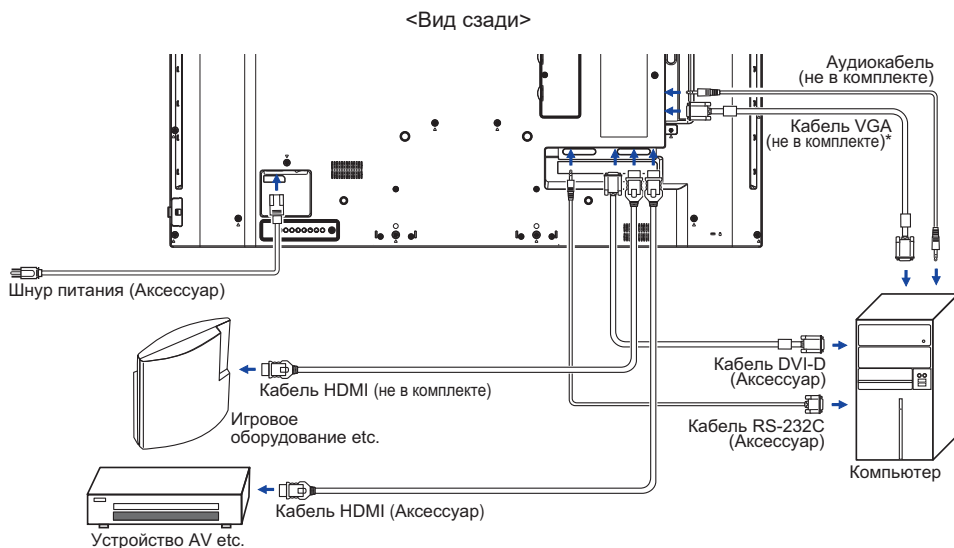 <Вид сзади>
Аудиокабель
(не в комплекте)
Кабель VGA
(не в комплекте)*
Шнур питания (Аксессуар)
Кабель DVI-D
(Аксессуар)
Кабель HDMI (не в комплекте)
Игровое
оборудование etc.
Кабель RS-232C
(Аксессуар)
Компьютер
Кабель HDMI (Аксессуар)
Устройство AV etc.